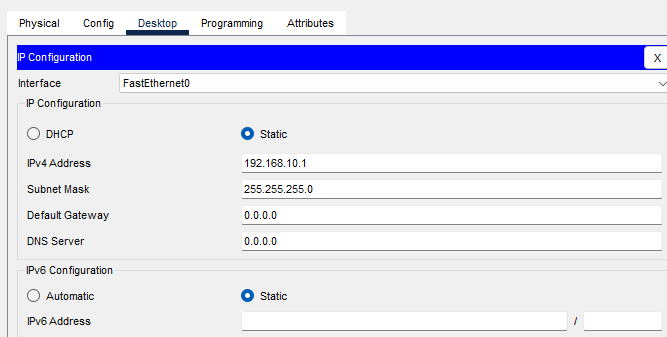 Physical Config Desktop Programming Attributes
IP Configuration X
Interface FastEthernet0
IP Configuration
DHCP Static
IPv4 Address 192.168.10.1
Subnet Mask 255.255.255.0
Default Gateway 0.0.0.0
DNS Server 0.0.0.0
IPv6 Configuration
Automatic Static
IPv6 Address /